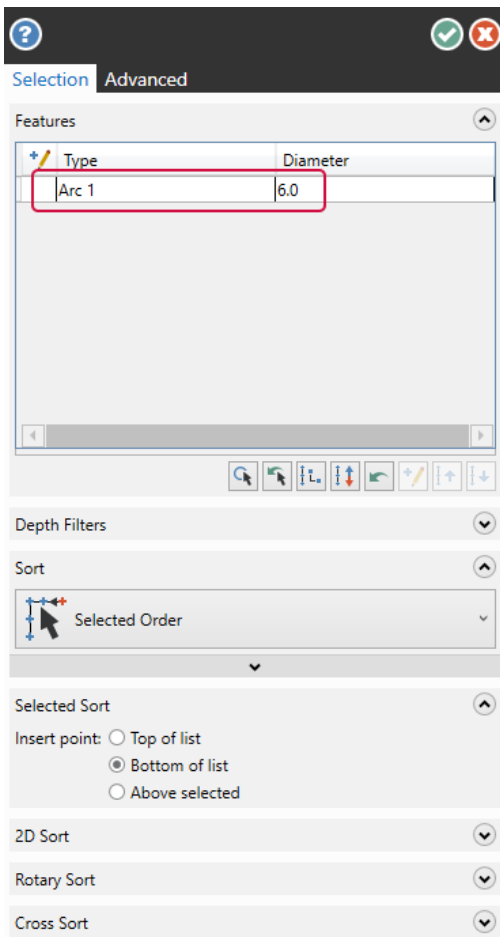 Selection Advanced
Features
Type Diameter
Arc 1 6.0
Depth Filters
Sort
Selected Order
Selected Sort
Insert point: Top of list
Bottom of list
Above selected
2D Sort
Rotary Sort
Cross Sort